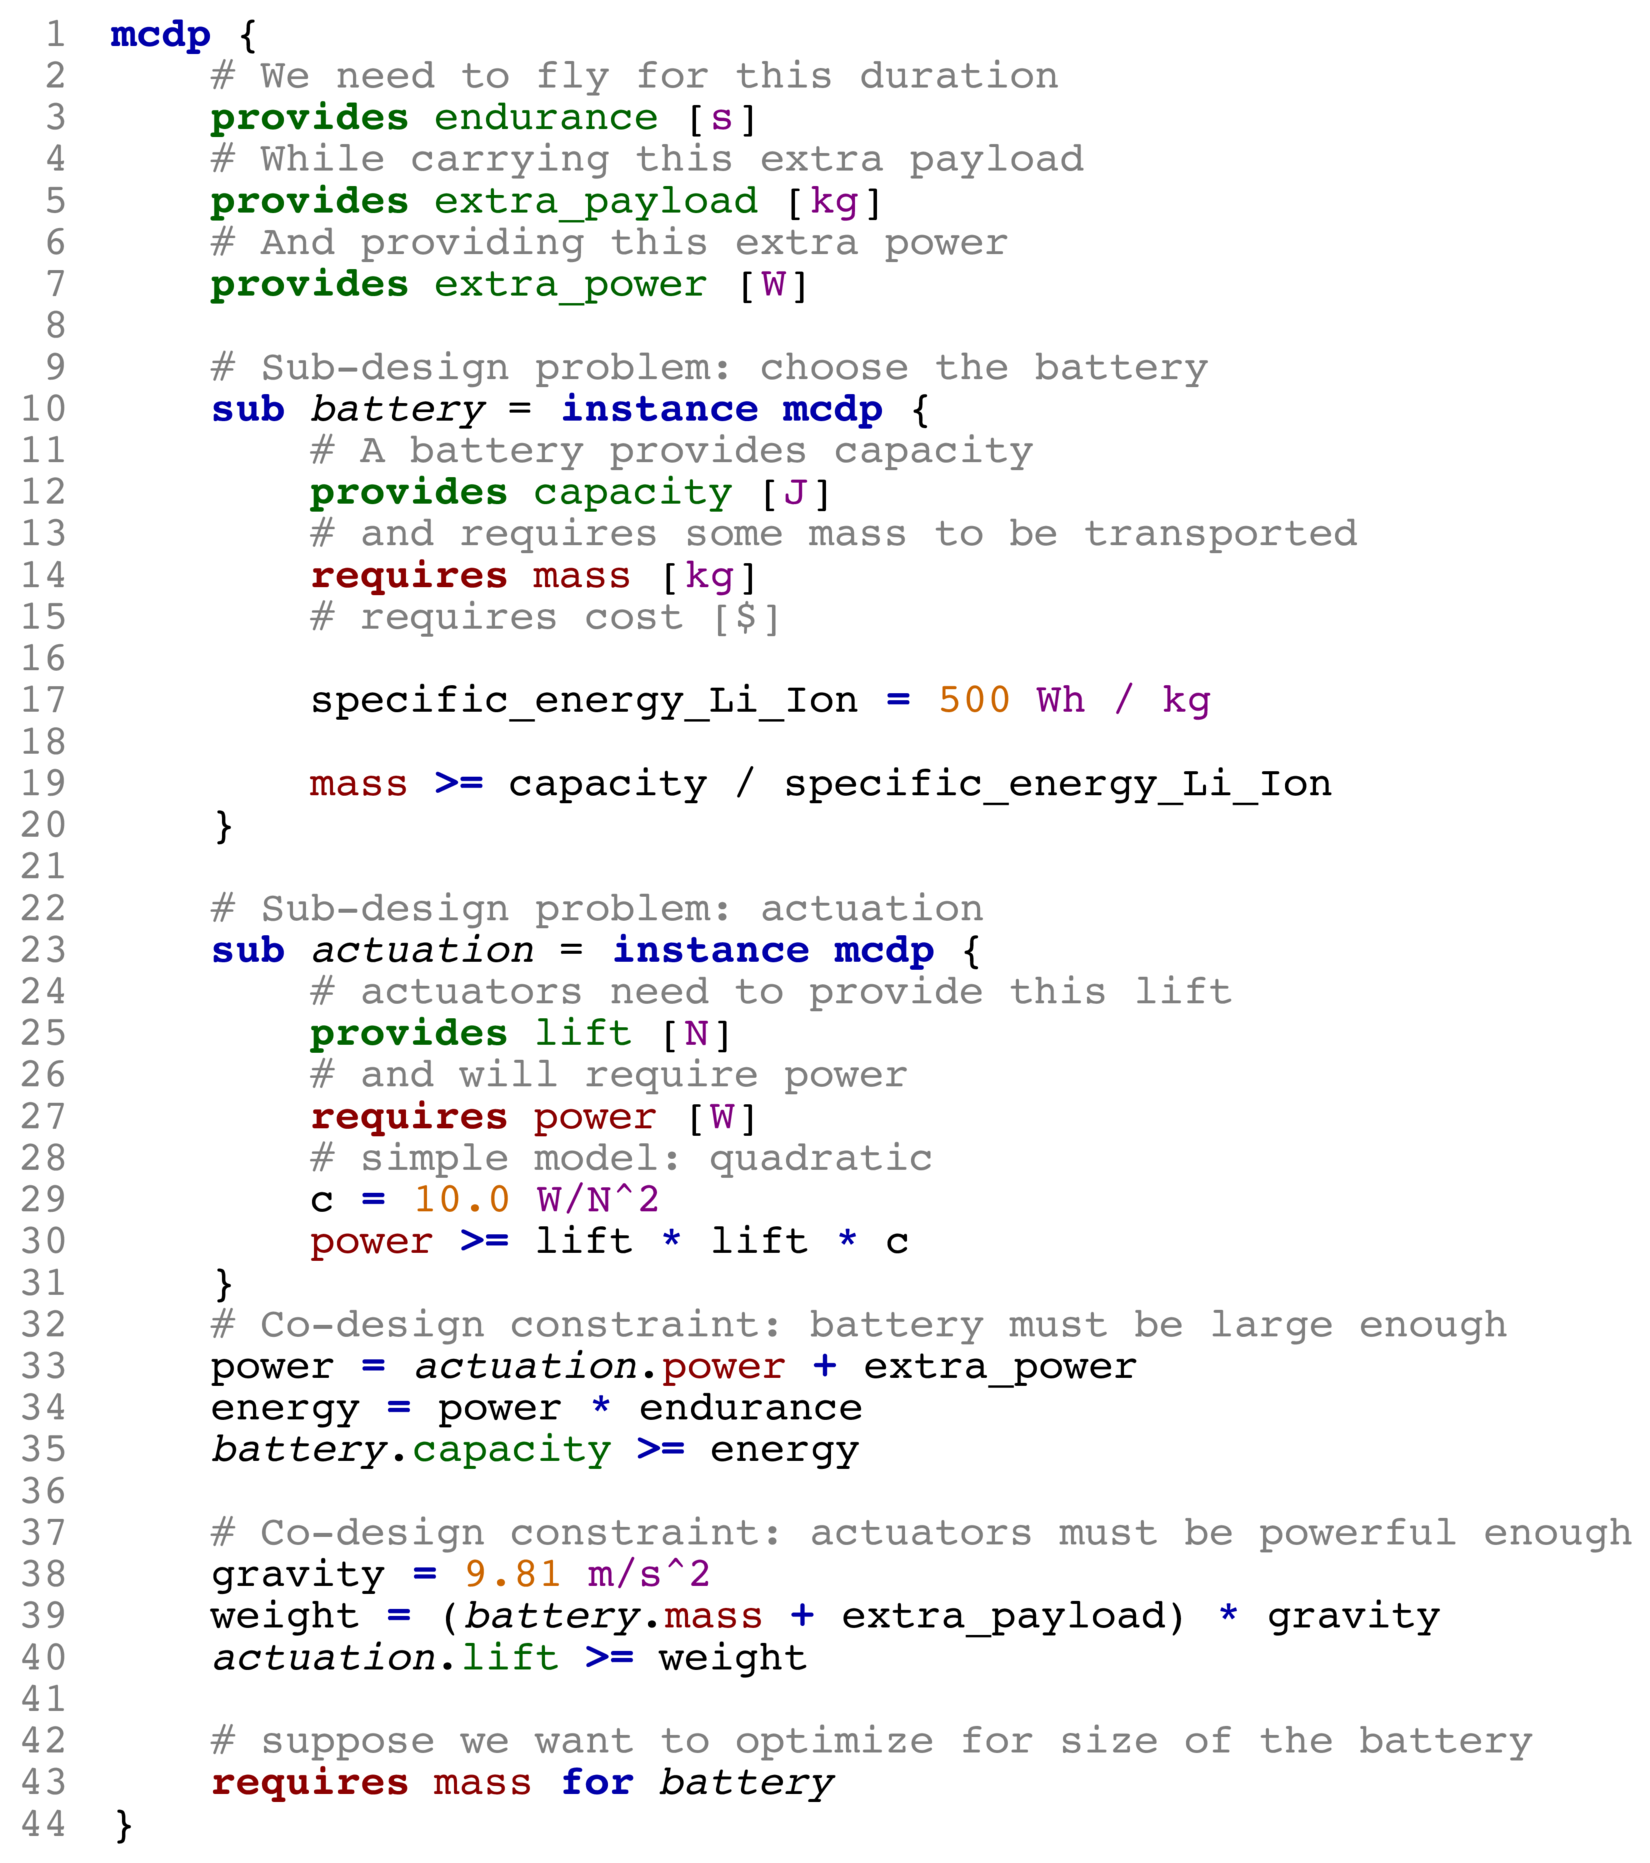 1 mcdp {
2 # We need to fly for this duration
3 provides endurance [s]
4 # While carrying this extra payload
5 provides extra_payload [kg]
6 # And providing this extra power
7 provides extra_power [W]
8
9 # Sub-design problem: choose the battery
10 sub battery = instance mcdp {
11 # A battery provides capacity
12 provides capacity [J]
13 # and requires some mass to be transported
14 requires mass [kg]
15 # requires cost [$]
16
17 specific_energy_Li_Ion = 500 Wh / kg
18
19 mass >= capacity / specific_energy_Li_Ion
20 }
21
22 # Sub-design problem: actuation
23 sub actuation = instance mcdp {
24 # actuators need to provide this lift
25 provides lift [N]
26 # and will require power
27 requires power [W]
28 # simple model: quadratic
29 c = 10.0 W/N^2
30 power >= lift * lift * c
31 }
32 # Co-design constraint: battery must be large enough
33 power = actuation.power + extra_power
34 energy = power * endurance
35 battery.capacity >= energy
36
37 # Co-design constraint: actuators must be powerful enough
38 gravity = 9.81 m/s^2
39 weight = (battery.mass + extra_payload) * gravity
40 actuation.lift >= weight
41
42 # suppose we want to optimize for size of the battery
43 requires mass for battery
44 }